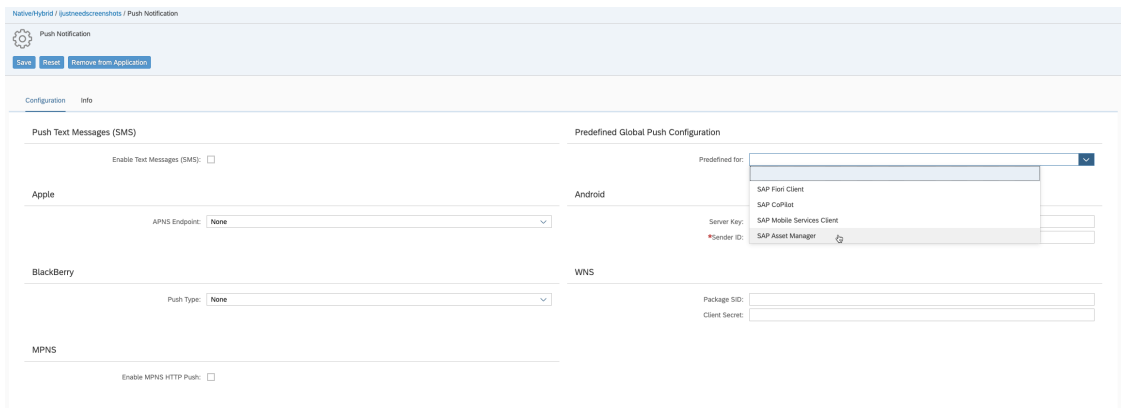 Native/Hybrid / ijustneedscreenshots / Push Notification
Push Notification
Save Reset Remove from Application
Configuration Info
Push Text Messages (SMS)
Enable Text Messages (SMS):
Predefined Global Push Configuration
Predefined for:
SAP Fiori Client
SAP CoPilot
SAP Mobile Services Client
SAP Asset Manager
Apple
APNS Endpoint: None
Android
Server Key:
*Sender ID:
BlackBerry
Push Type: None
WNS
Package SID:
Client Secret:
MPNS
Enable MPNS HTTP Push: